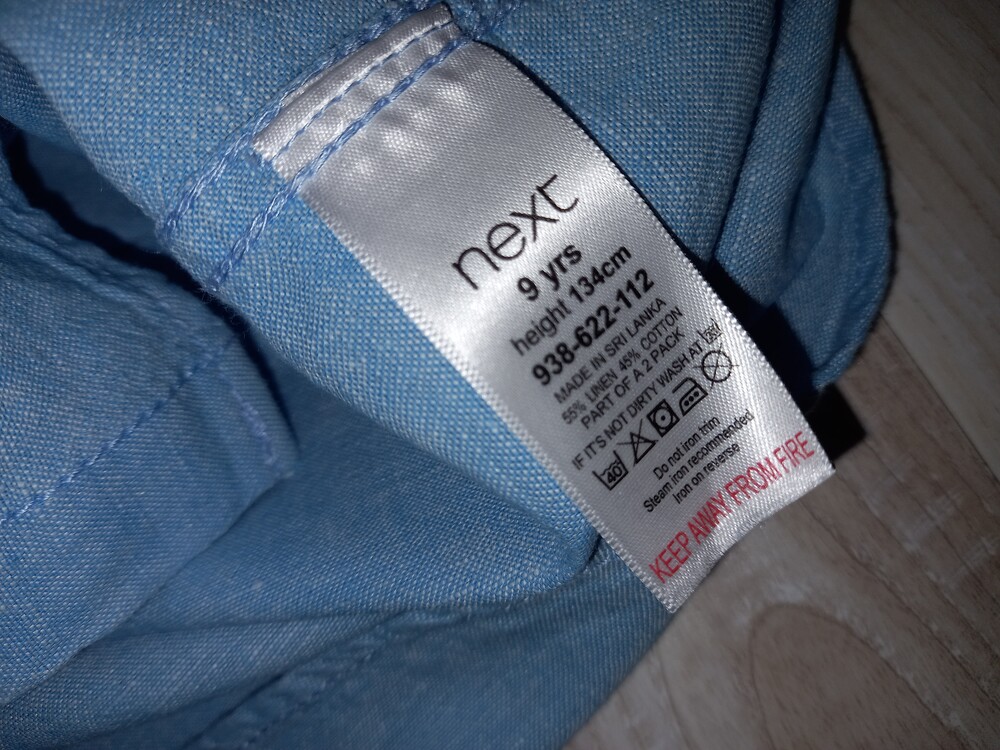 next
9 yrs
height 134cm
938-622-112
MADE IN SRI LANKA
55% LINEN 45% COTTON
PART OF A 2 PACK
IF IT'S NOT DIRTY WASH AT 30
40
Do not iron trim
Steam iron recommended
Iron on reverse
KEEP AWAY FROM FIRE